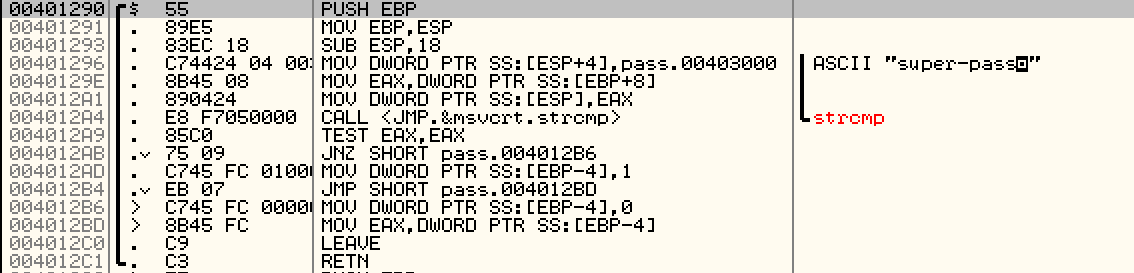 00401290 $ 55 PUSH EBP
00401291 . 89E5 MOV EBP,ESP
00401293 . 83EC 18 SUB ESP,18
00401296 . C74424 04 00: MOV DWORD PTR SS:[ESP+4],pass.00403000 ASCII "super-pass◘"
0040129E . 8B45 08 MOV EAX,DWORD PTR SS:[EBP+8]
004012A1 . 890424 MOV DWORD PTR SS:[ESP],EAX
004012A4 . E8 F7050000 CALL <JMP.&msvcrt.strcmp> strcmp
004012A9 . 85C0 TEST EAX,EAX
004012AB .v 75 09 JNZ SHORT pass.004012B6
004012AD . C745 FC 0100 MOV DWORD PTR SS:[EBP-4],1
004012B4 .v EB 07 JMP SHORT pass.004012BD
004012B6 > C745 FC 0000 MOV DWORD PTR SS:[EBP-4],0
004012BD > 8B45 FC MOV EAX,DWORD PTR SS:[EBP-4]
004012C0 . C9 LEAVE
004012C1 . C3 RETN